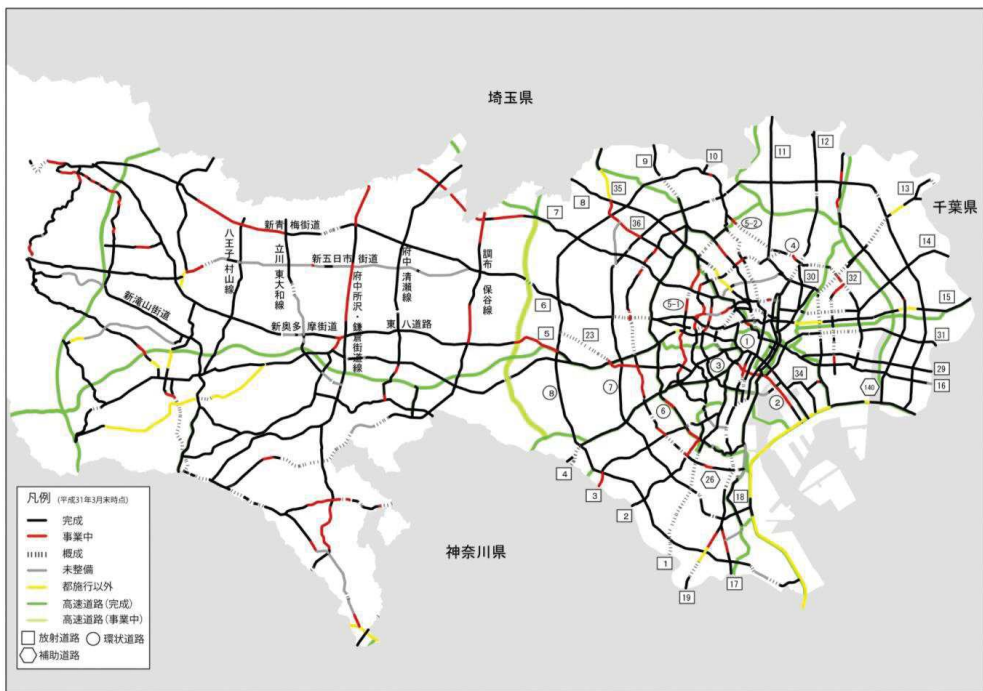 埼玉県
千葉県
神奈川県
新青梅街道
新五日市街道
新滝山街道
新奥多摩街道
東八道路
八王子村山線
立川東大和線
府中所沢・鎌倉街道線
府中清瀬線
調布保谷線
9
10
11
12
13
35
8
7
36
5-2
4
14
30
32
15
6
5-1
5
23
1
31
3
34
29
16
8
7
2
140
6
4
3
26
18
2
1
17
19
凡例 (平成31年3月末時点)
完成
事業中
概成
未整備
都施行以外
高速道路(完成)
高速道路(事業中)
放射道路 環状道路
補助道路